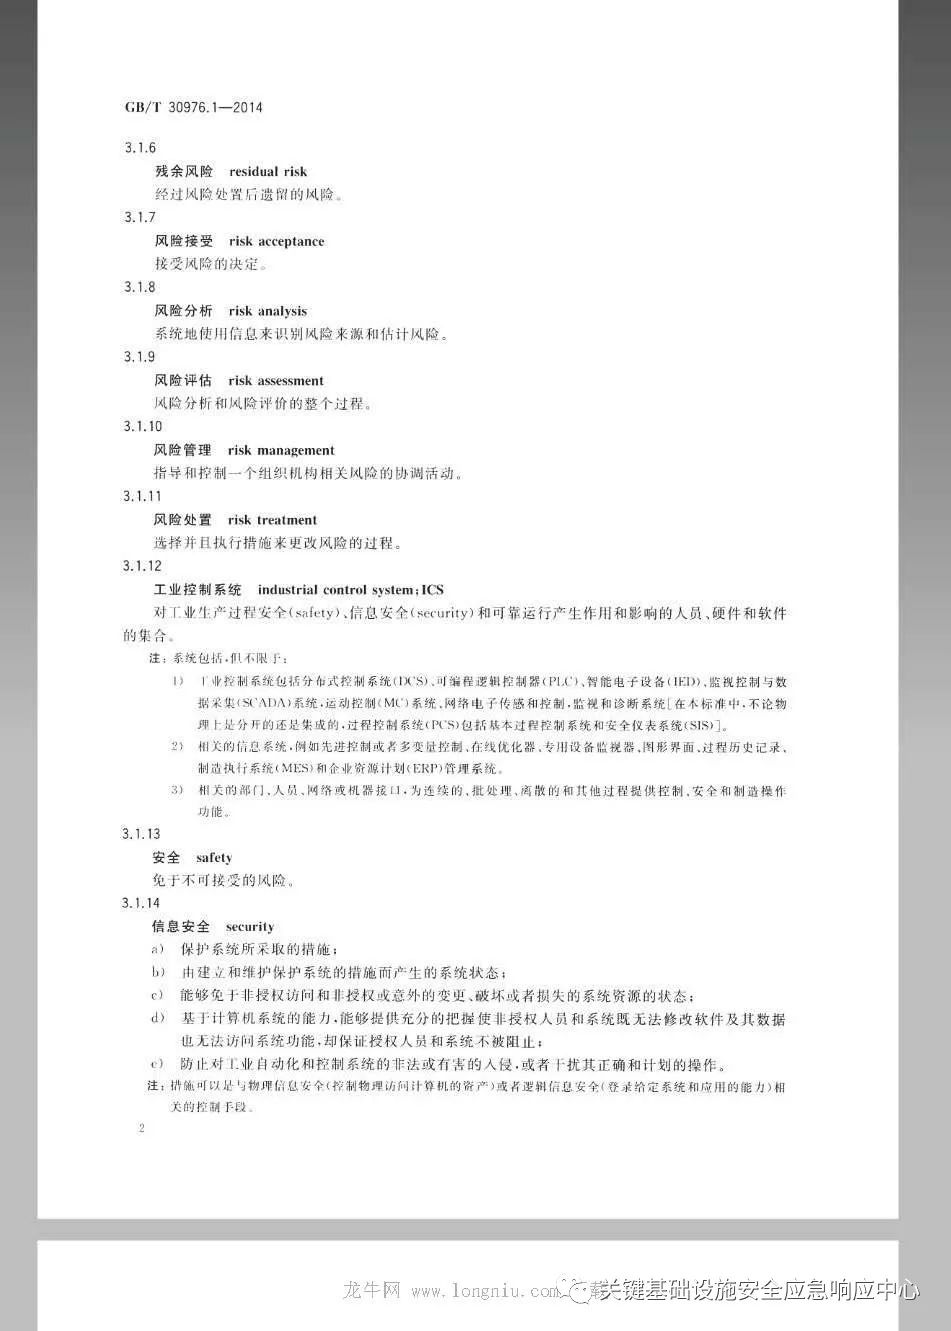 GB/T 30976.1—2014
3.1.6
残余风险 residual risk
经过风险处置后遗留的风险。
3.1.7
风险接受 risk acceptance
接受风险的决定。
3.1.8
风险分析 risk analysis
系统地使用信息来识别风险来源和估计风险。
3.1.9
风险评估 risk assessment
风险分析和风险评价的整个过程。
3.1.10
风险管理 risk management
指导和控制一个组织机构相关风险的协调活动。
3.1.11
风险处置 risk treatment
选择并且执行措施来更改风险的过程。
3.1.12
工业控制系统 industrial control system;ICS
对工业生产过程安全(safety)、信息安全(security)和可靠运行产生作用和影响的人员、硬件和软件
的集合。
注:系统包括,但不限于:
1) 工业控制系统包括分布式控制系统(DCS)、可编程逻辑控制器(PLC)、智能电子设备(IED)、监视控制与数
据采集(SCADA)系统,运动控制(MC)系统、网络电子传感和控制,监视和诊断系统[在本标准中,不论物
理上是分开的还是集成的,过程控制系统(PCS)包括基本过程控制系统和安全仪表系统(SIS)]。
2) 相关的信息系统,例如先进控制或者多变量控制、在线优化器、专用设备监视器、图形界面、过程历史记录、
制造执行系统(MES)和企业资源计划(ERP)管理系统。
3) 相关的部门、人员、网络或机器接口,为连续的、批处理、离散的和其他过程提供控制、安全和制造操作
功能。
3.1.13
安全 safety
免于不可接受的风险。
3.1.14
信息安全 security
a) 保护系统所采取的措施;
b) 由建立和维护保护系统的措施而产生的系统状态;
c) 能够免于非授权访问和非授权或意外的变更、破坏或者损失的系统资源的状态;
d) 基于计算机系统的能力,能够提供充分的把握使非授权人员和系统既无法修改软件及其数据
也无法访问系统功能,却保证授权人员和系统不被阻止;
e) 防止对工业自动化和控制系统的非法或有害的入侵,或者干扰其正确和计划的操作。
注:措施可以是与物理信息安全(控制物理访问计算机的资产)或者逻辑信息安全(登录给定系统和应用的能力)相
关的控制手段。
2
龙牛网 www.longniu.com
关键基础设施安全应急响应中心